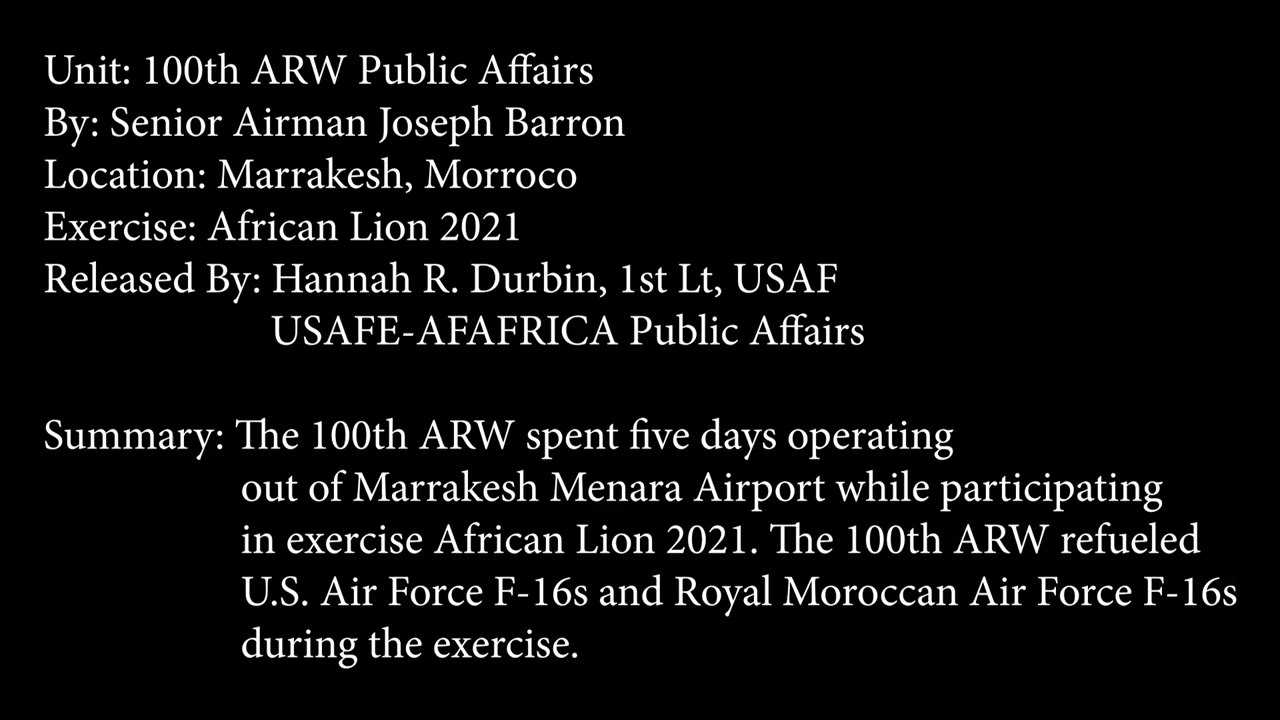 Unit: 100th ARW Public Affairs
By: Senior Airman Joseph Barron
Location: Marrakesh, Morroco
Exercise: African Lion 2021
Released By: Hannah R. Durbin, 1st Lt, USAF
USAFE-AFAFRICA Public Affairs
Summary: The 100th ARW spent five days operating
out of Marrakesh Menara Airport while participating
in exercise African Lion 2021. The 100th ARW refueled
U.S. Air Force F-16s and Royal Moroccan Air Force F-16s
during the exercise.